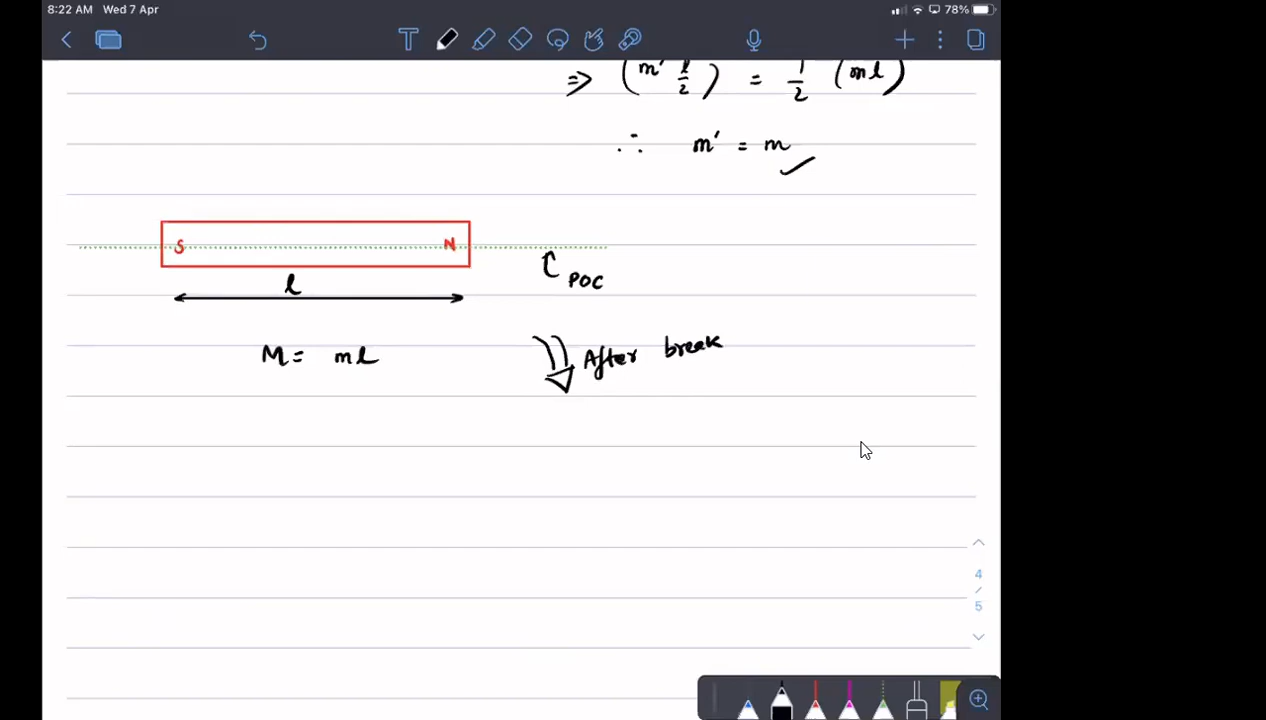 8:22 AM Wed 7 Apr 78%
⇒ (m' l/2) = 1/2 (ml)
∴ m' = m
S N
l
POC
M = ml
After break
4
/
5